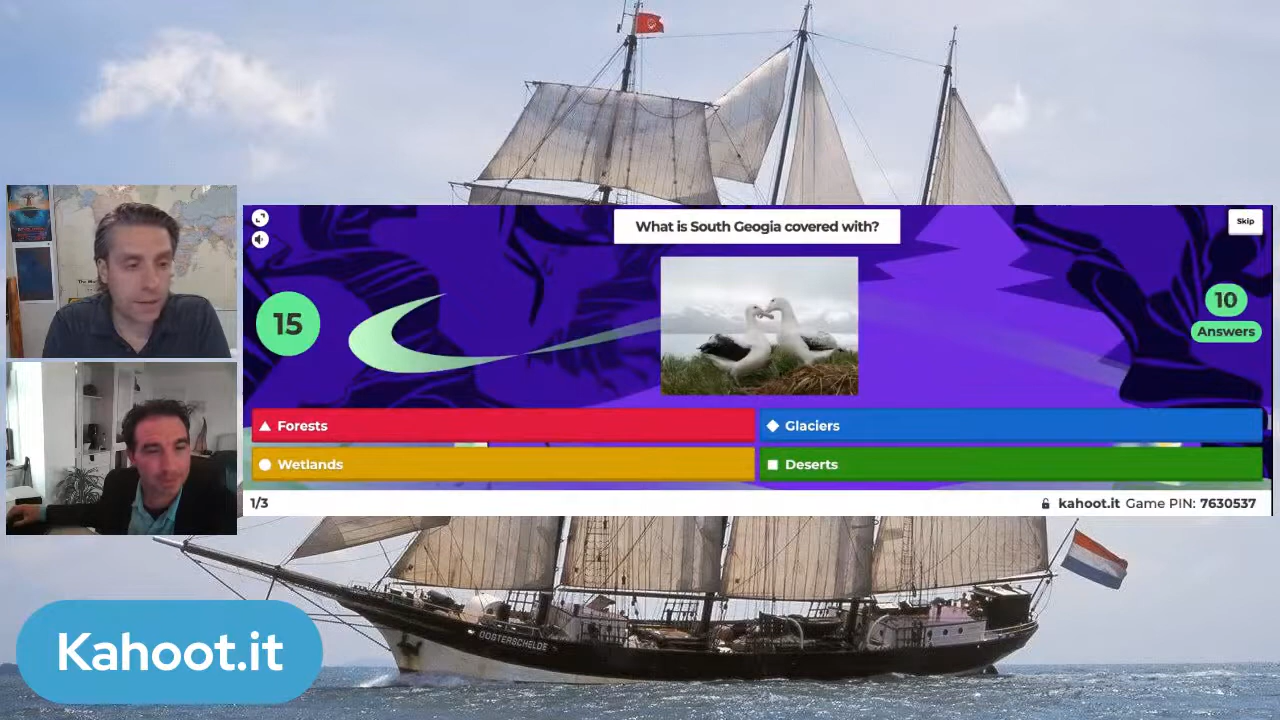 What is South Geogia covered with?
Skip
15
10
Answers
Forests
Glaciers
Wetlands
Deserts
1/3
kahoot.it Game PIN: 7630537
OOSTERSCHELDE
Kahoot.it